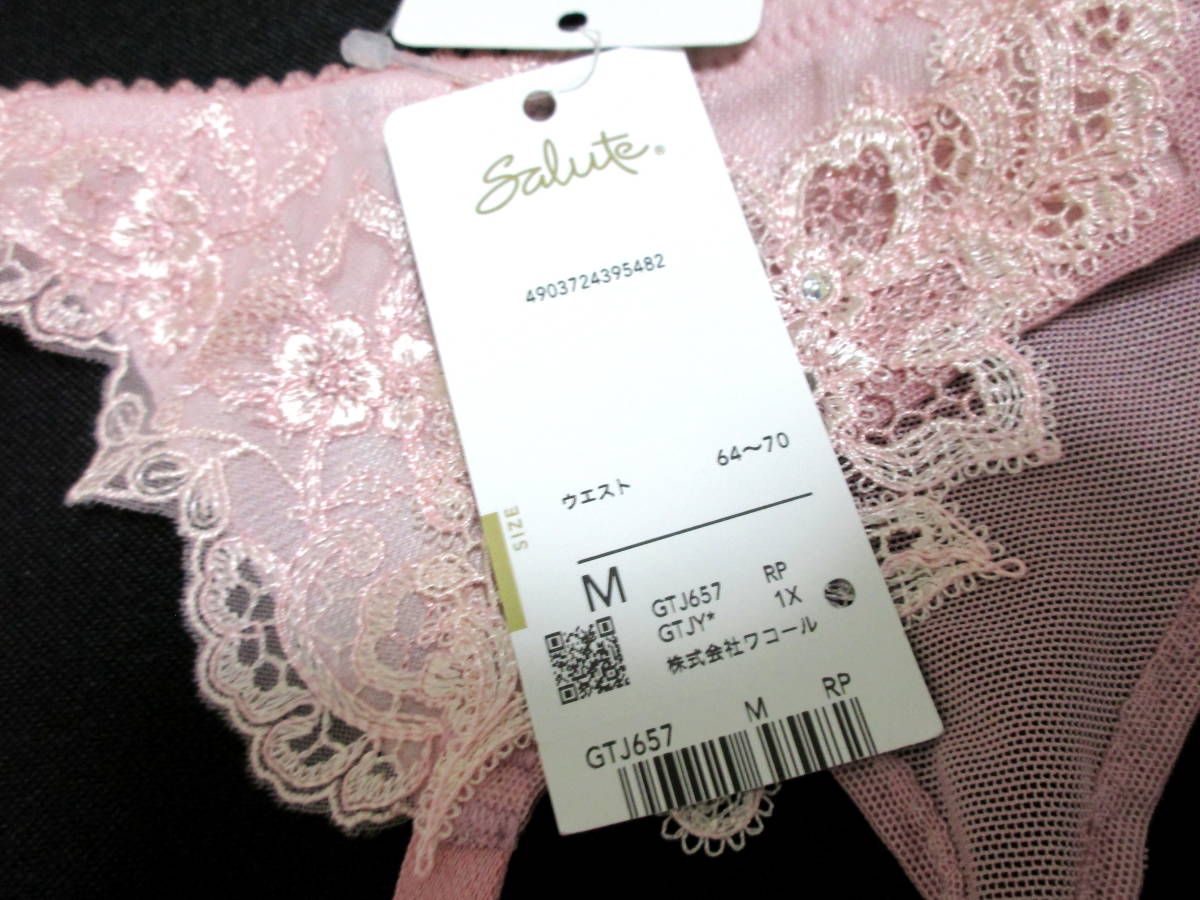 Salute®
4903724395482
ウエスト 64〜70
SIZE
M
GTJ657 RP
GTJY* 1X
株式会社ワコール
GTJ657 M RP